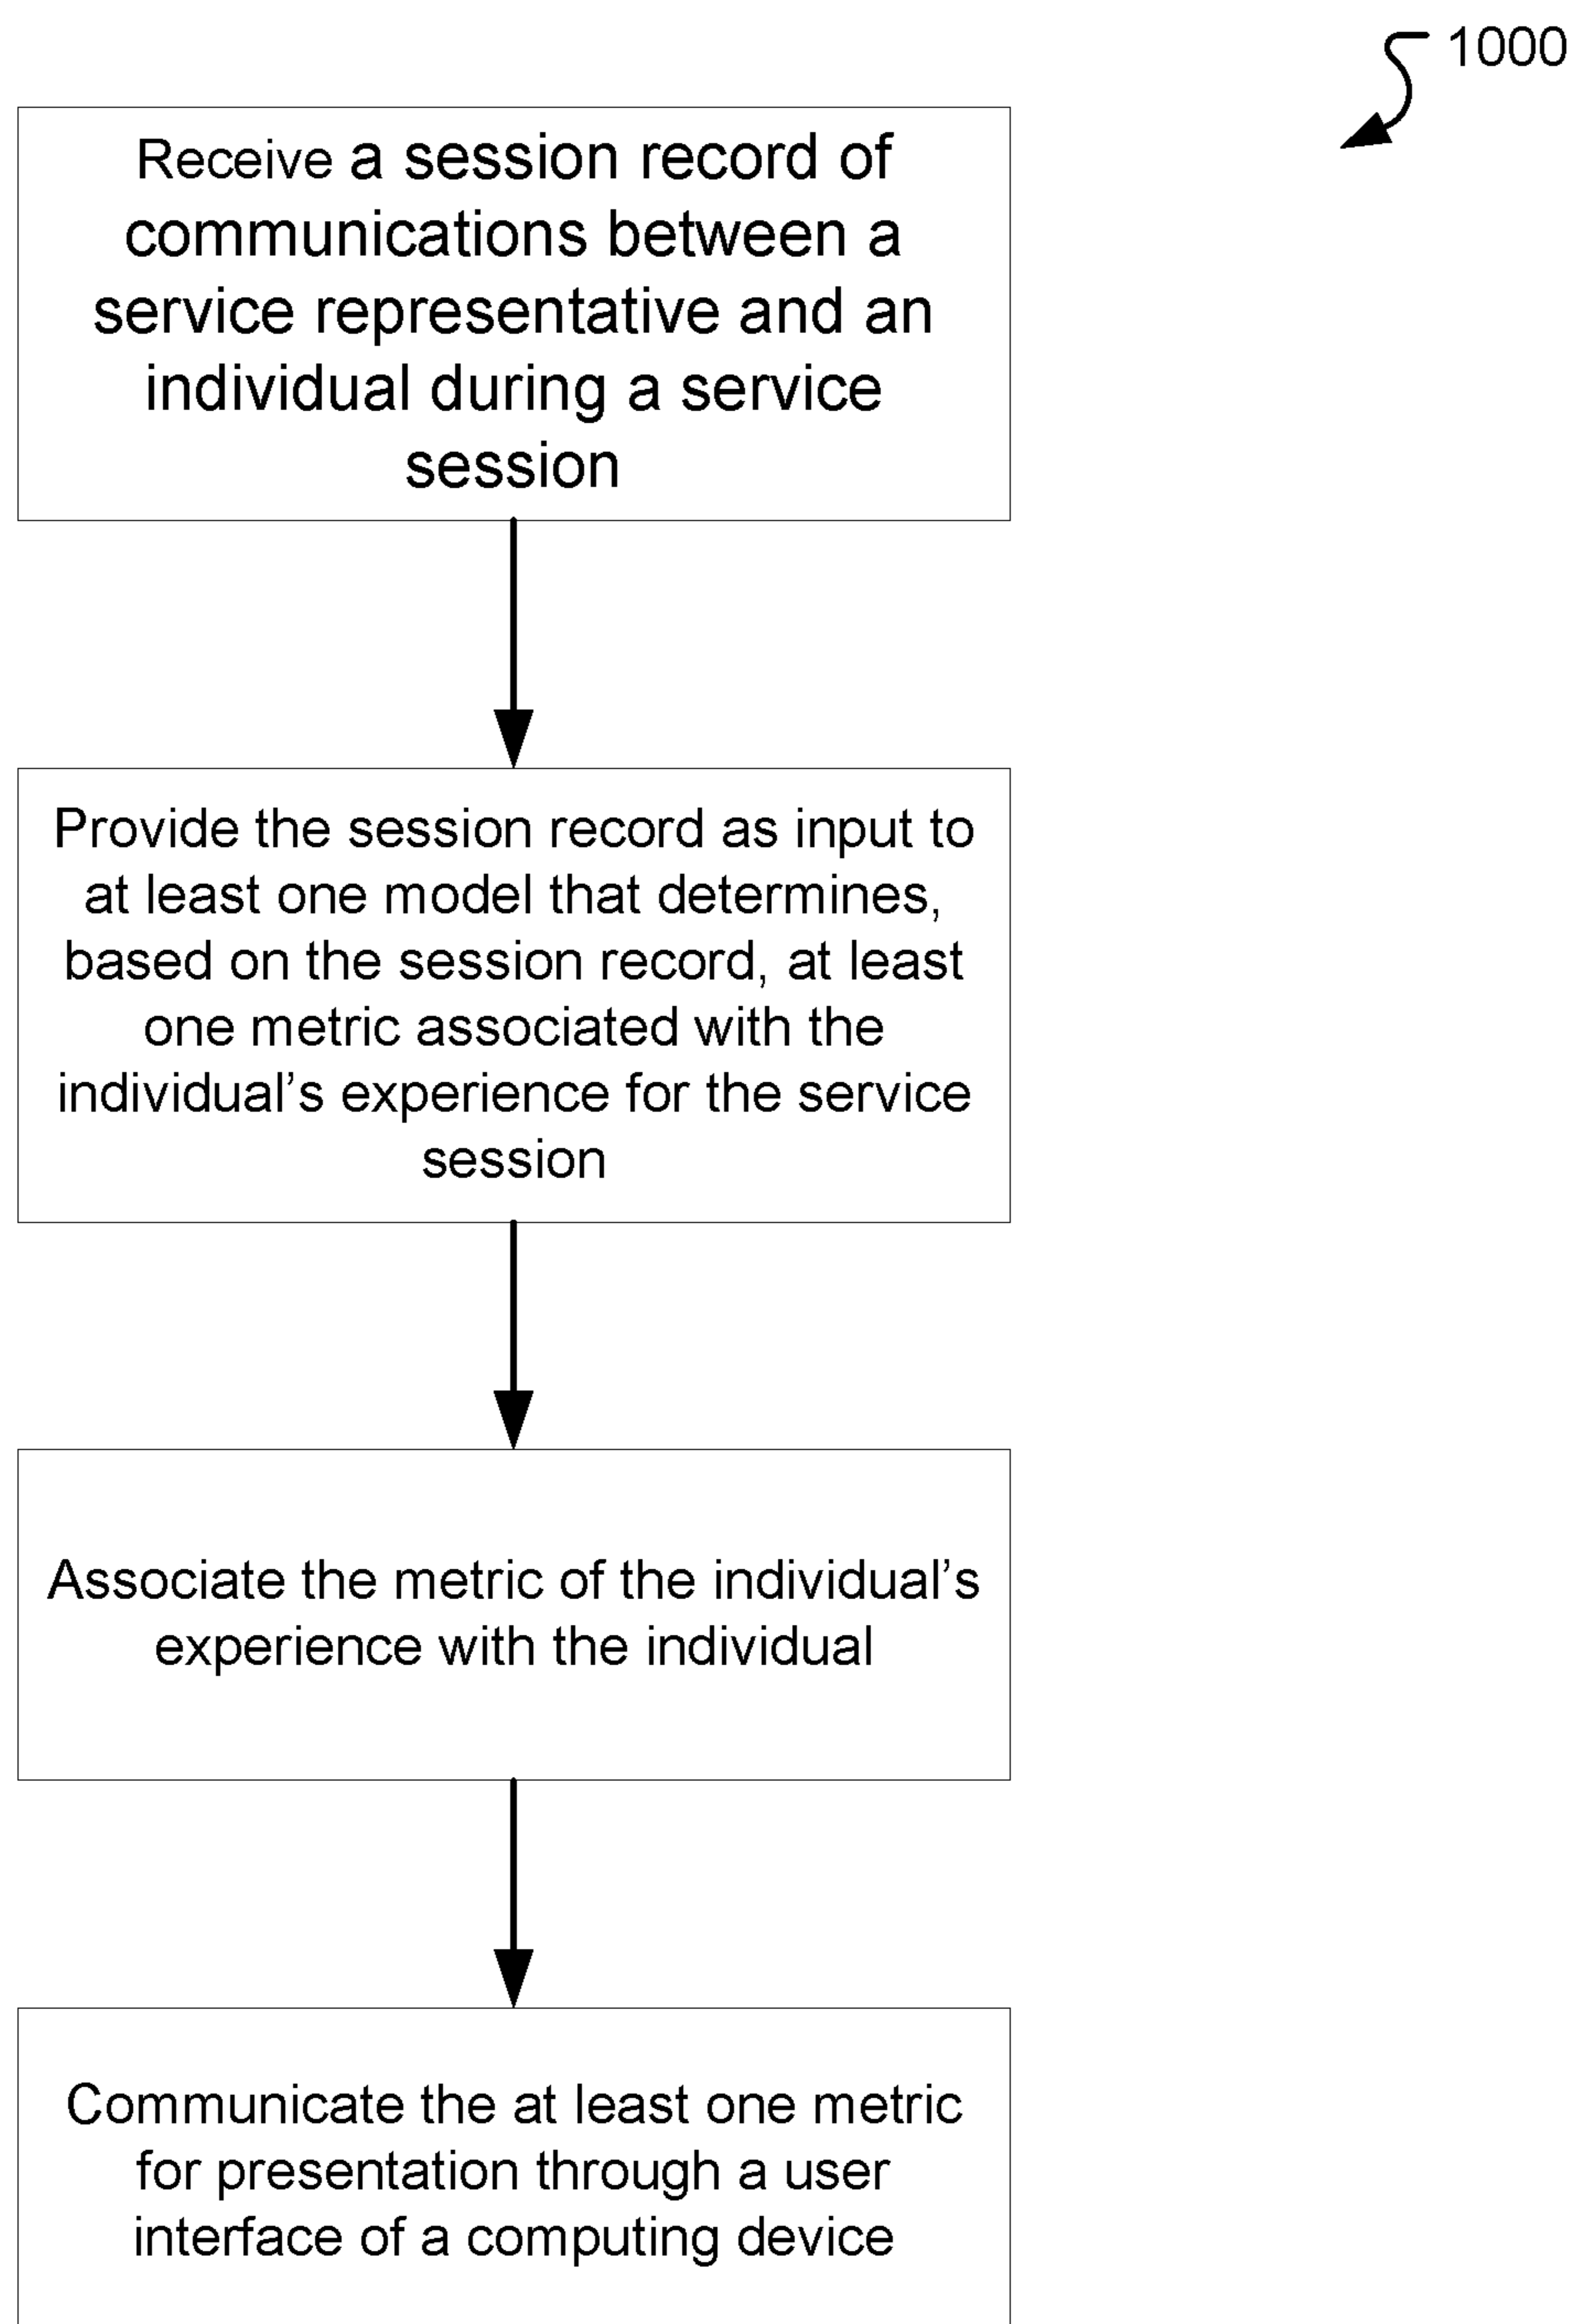 1000
Receive a session record of
communications between a
service representative and an
individual during a service
session
Provide the session record as input to
at least one model that determines,
based on the session record, at least
one metric associated with the
individual’s experience for the service
session
Associate the metric of the individual’s
experience with the individual
Communicate the at least one metric
for presentation through a user
interface of a computing device